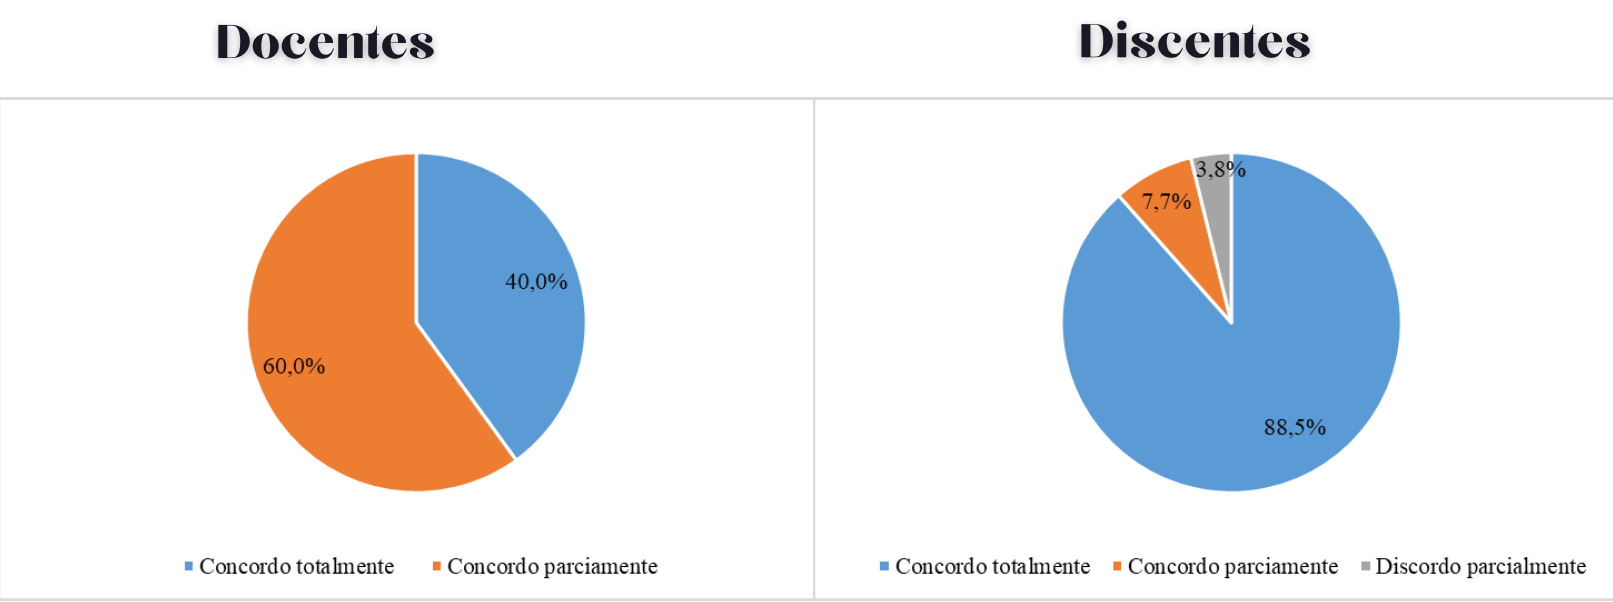 Docentes
Discentes
40,0%
60,0%
Concordo totalmente
Concordo parciamente
3,8%
7,7%
88,5%
Concordo totalmente
Concordo parciamente
Discordo parcialmente